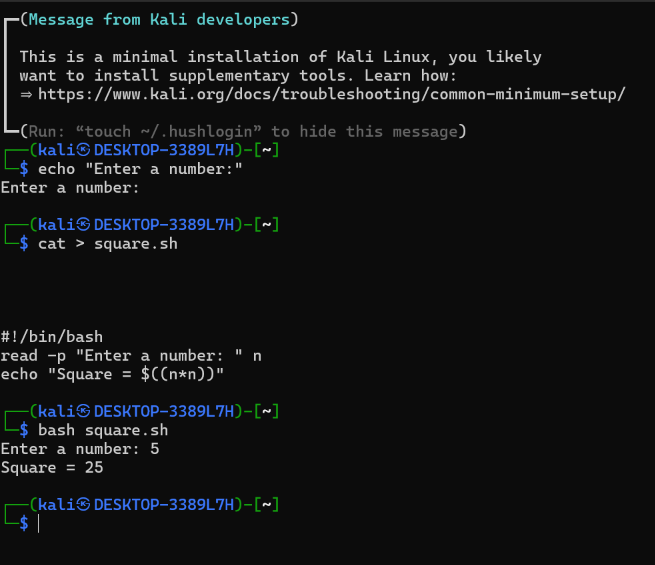 (Message from Kali developers)
This is a minimal installation of Kali Linux, you likely
want to install supplementary tools. Learn how:
⇒ https://www.kali.org/docs/troubleshooting/common-minimum-setup/
(Run: “touch ~/.hushlogin” to hide this message)
┌──(kali㉿DESKTOP-3389L7H)-[~]
└─$ echo "Enter a number:"
Enter a number:
┌──(kali㉿DESKTOP-3389L7H)-[~]
└─$ cat > square.sh
#!/bin/bash
read -p "Enter a number: " n
echo "Square = $((n*n))"
┌──(kali㉿DESKTOP-3389L7H)-[~]
└─$ bash square.sh
Enter a number: 5
Square = 25
┌──(kali㉿DESKTOP-3389L7H)-[~]
└─$